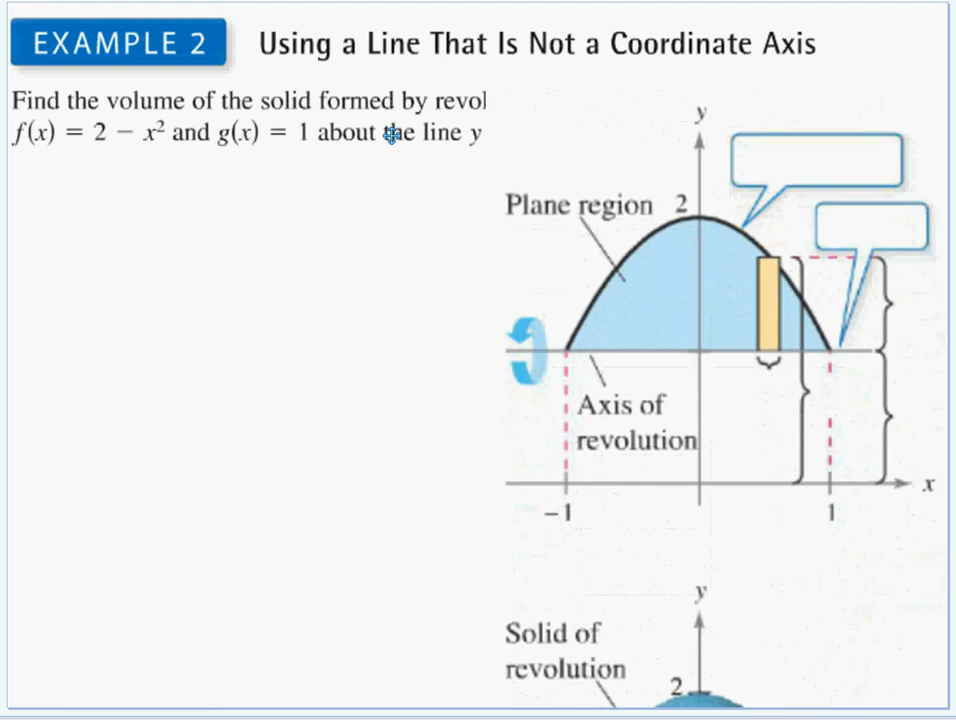 EXAMPLE 2 Using a Line That Is Not a Coordinate Axis
Find the volume of the solid formed by revol
f(x) = 2 − x² and g(x) = 1 about the line y
y
Plane region 2
Axis of
revolution
x
−1 1
y
Solid of
revolution
2